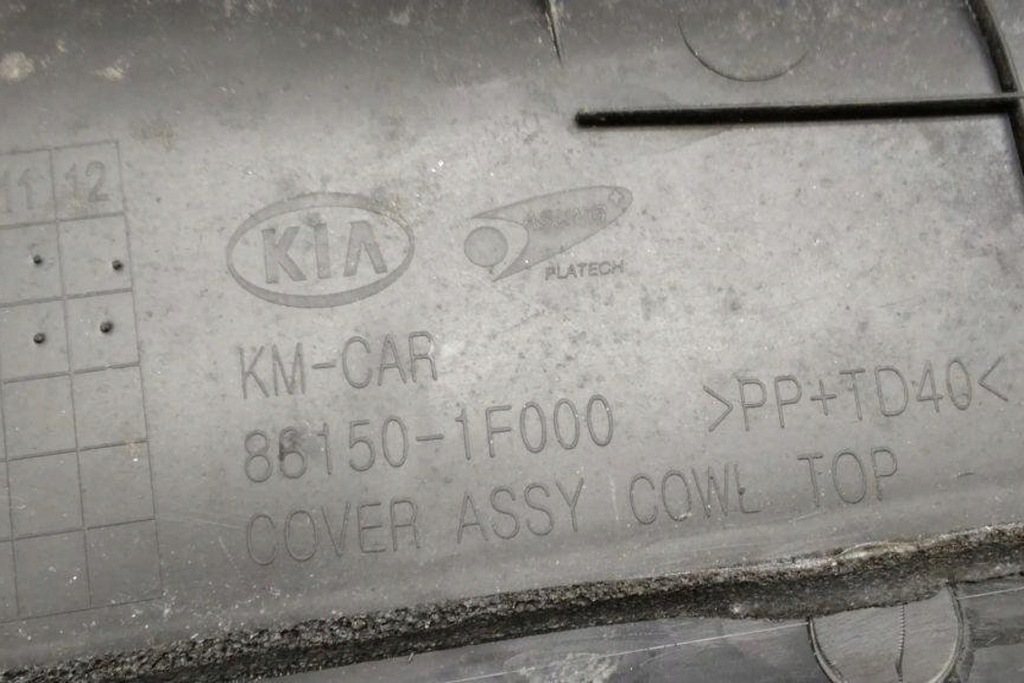 11 12
KIA
PLATECH
KM-CAR
86150-1F000
>PP+TD40<
COVER ASSY COWL TOP